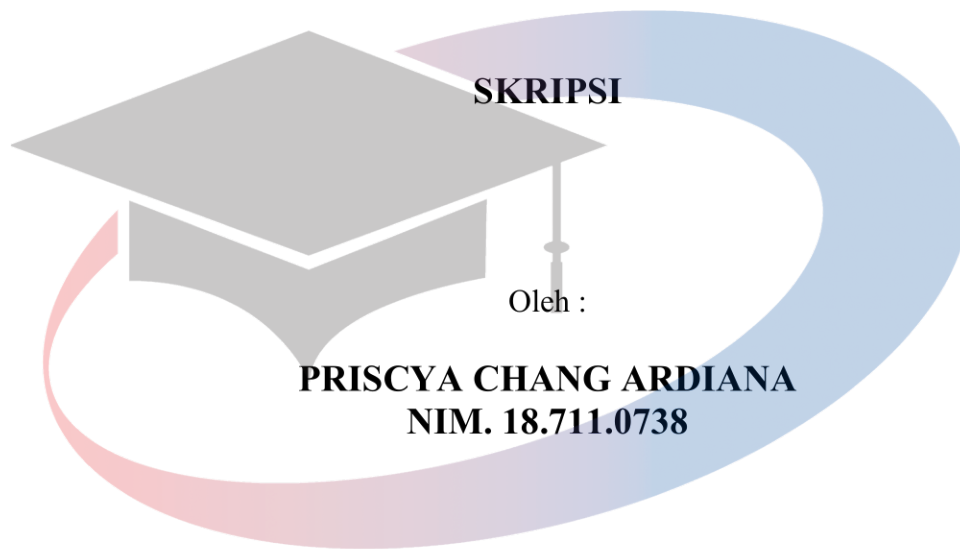 SKRIPSI
Oleh :
PRISCYA CHANG ARDIANA
NIM. 18.711.0738